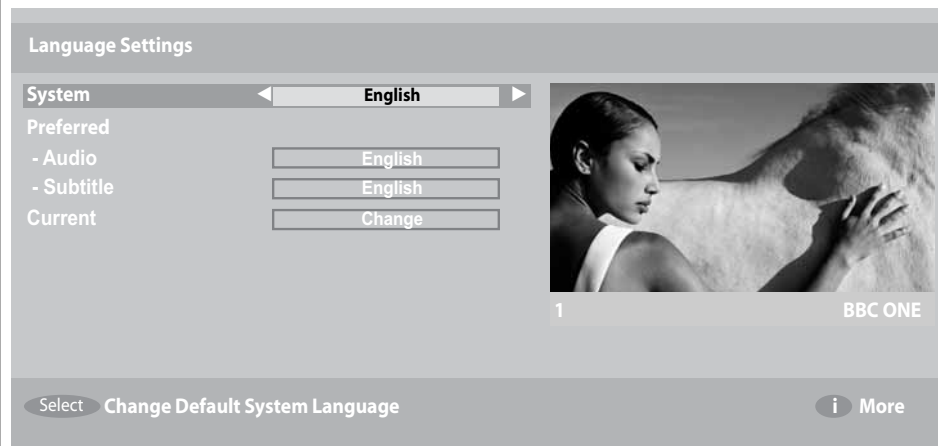 Language Settings
System English
Preferred
- Audio English
- Subtitle English
Current Change
1 BBC ONE
Select Change Default System Language i More